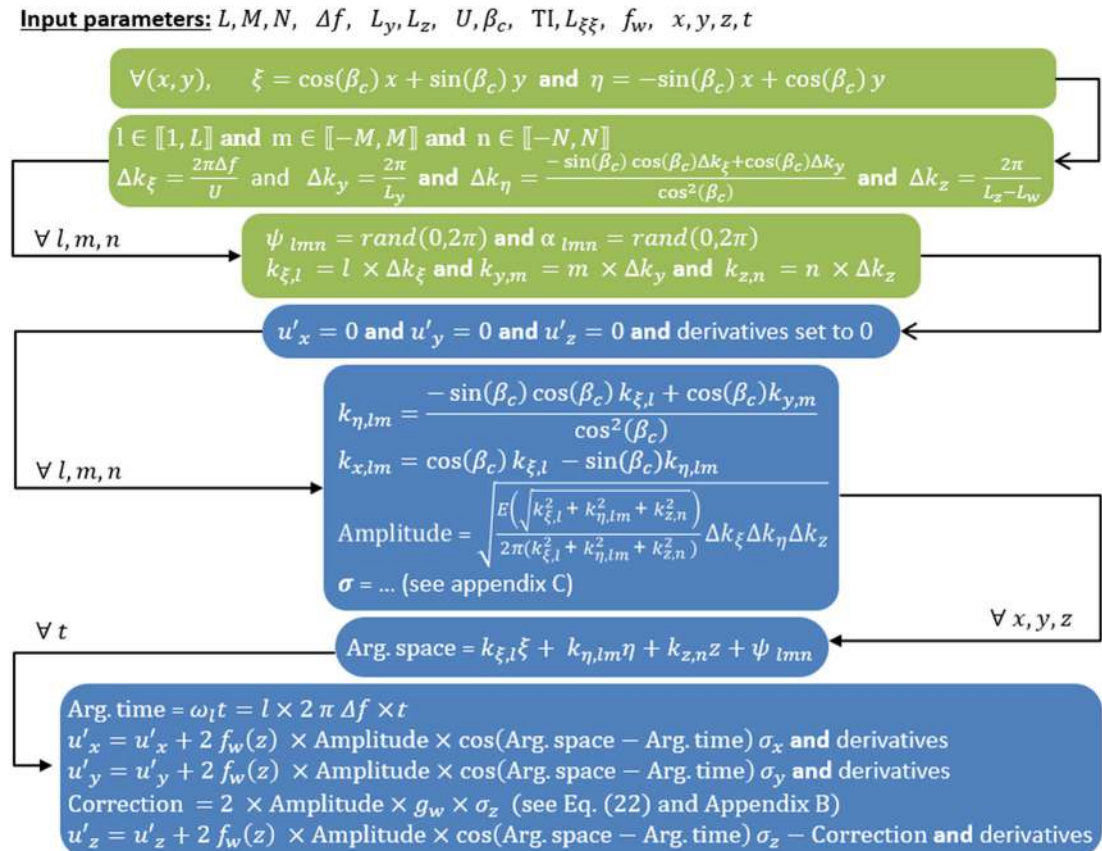 Input parameters: L, M, N, Δf, L_y, L_z, U, β_c, TI, L_ξξ, f_w, x, y, z, t
∀(x, y), ξ = cos(β_c) x + sin(β_c) y and η = −sin(β_c) x + cos(β_c) y
l ∈ ⟦1, L⟧ and m ∈ ⟦−M, M⟧ and n ∈ ⟦−N, N⟧
Δk_ξ = 2πΔf / U and Δk_y = 2π / L_y and Δk_η = (− sin(β_c) cos(β_c)Δk_ξ+cos(β_c)Δk_y) / cos²(β_c) and Δk_z = 2π / (L_z−L_w)
∀ l, m, n
ψ_lmn = rand(0,2π) and α_lmn = rand(0,2π)
k_ξ,l = l × Δk_ξ and k_y,m = m × Δk_y and k_z,n = n × Δk_z
u'_x = 0 and u'_y = 0 and u'_z = 0 and derivatives set to 0
∀ l, m, n
k_η,lm = (− sin(β_c) cos(β_c) k_ξ,l + cos(β_c)k_y,m) / cos²(β_c)
k_x,lm = cos(β_c) k_ξ,l − sin(β_c)k_η,lm
Amplitude = √( E(√(k²_ξ,l + k²_η,lm + k²_z,n)) / (2π(k²_ξ,l + k²_η,lm + k²_z,n)) Δk_ξΔk_ηΔk_z )
σ = ... (see appendix C)
∀ x, y, z
∀ t
Arg. space = k_ξ,lξ + k_η,lmη + k_z,nz + ψ_lmn
Arg. time = ω_lt = l × 2 π Δf × t
u'_x = u'_x + 2 f_w(z) × Amplitude × cos(Arg. space − Arg. time) σ_x and derivatives
u'_y = u'_y + 2 f_w(z) × Amplitude × cos(Arg. space − Arg. time) σ_y and derivatives
Correction = 2 × Amplitude × g_w × σ_z (see Eq. (22) and Appendix B)
u'_z = u'_z + 2 f_w(z) × Amplitude × cos(Arg. space − Arg. time) σ_z − Correction and derivatives